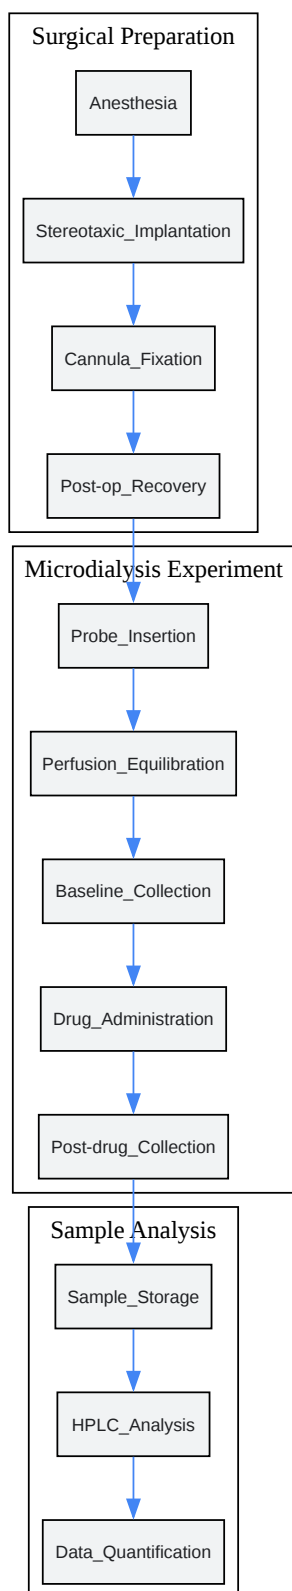 Surgical Preparation
Anesthesia
Stereotaxic_Implantation
Cannula_Fixation
Post-op_Recovery
Microdialysis Experiment
Probe_Insertion
Perfusion_Equilibration
Baseline_Collection
Drug_Administration
Post-drug_Collection
Sample Analysis
Sample_Storage
HPLC_Analysis
Data_Quantification